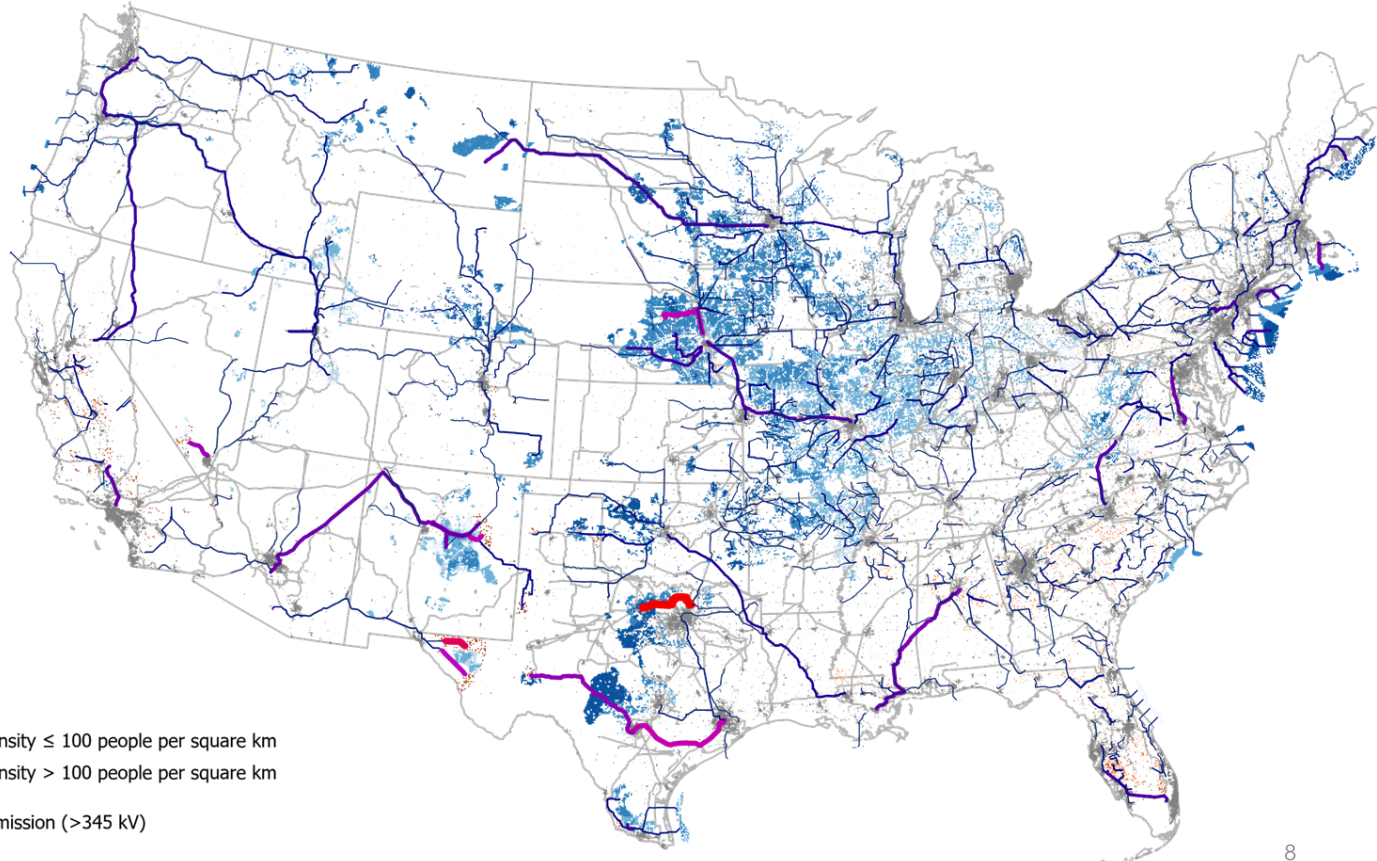 nsity ≤ 100 people per square km
nsity > 100 people per square km
mission (>345 kV)
8